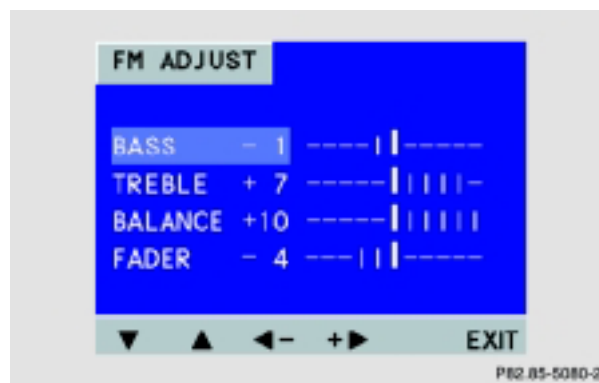 FM ADJUST
BASS - 1 ----||-----
TREBLE + 7 -----|||||-
BALANCE +10 -----||||||
FADER - 4 ---|||-----
▼ ▲ ◀- +▶ EXIT
P82.85-5080-2